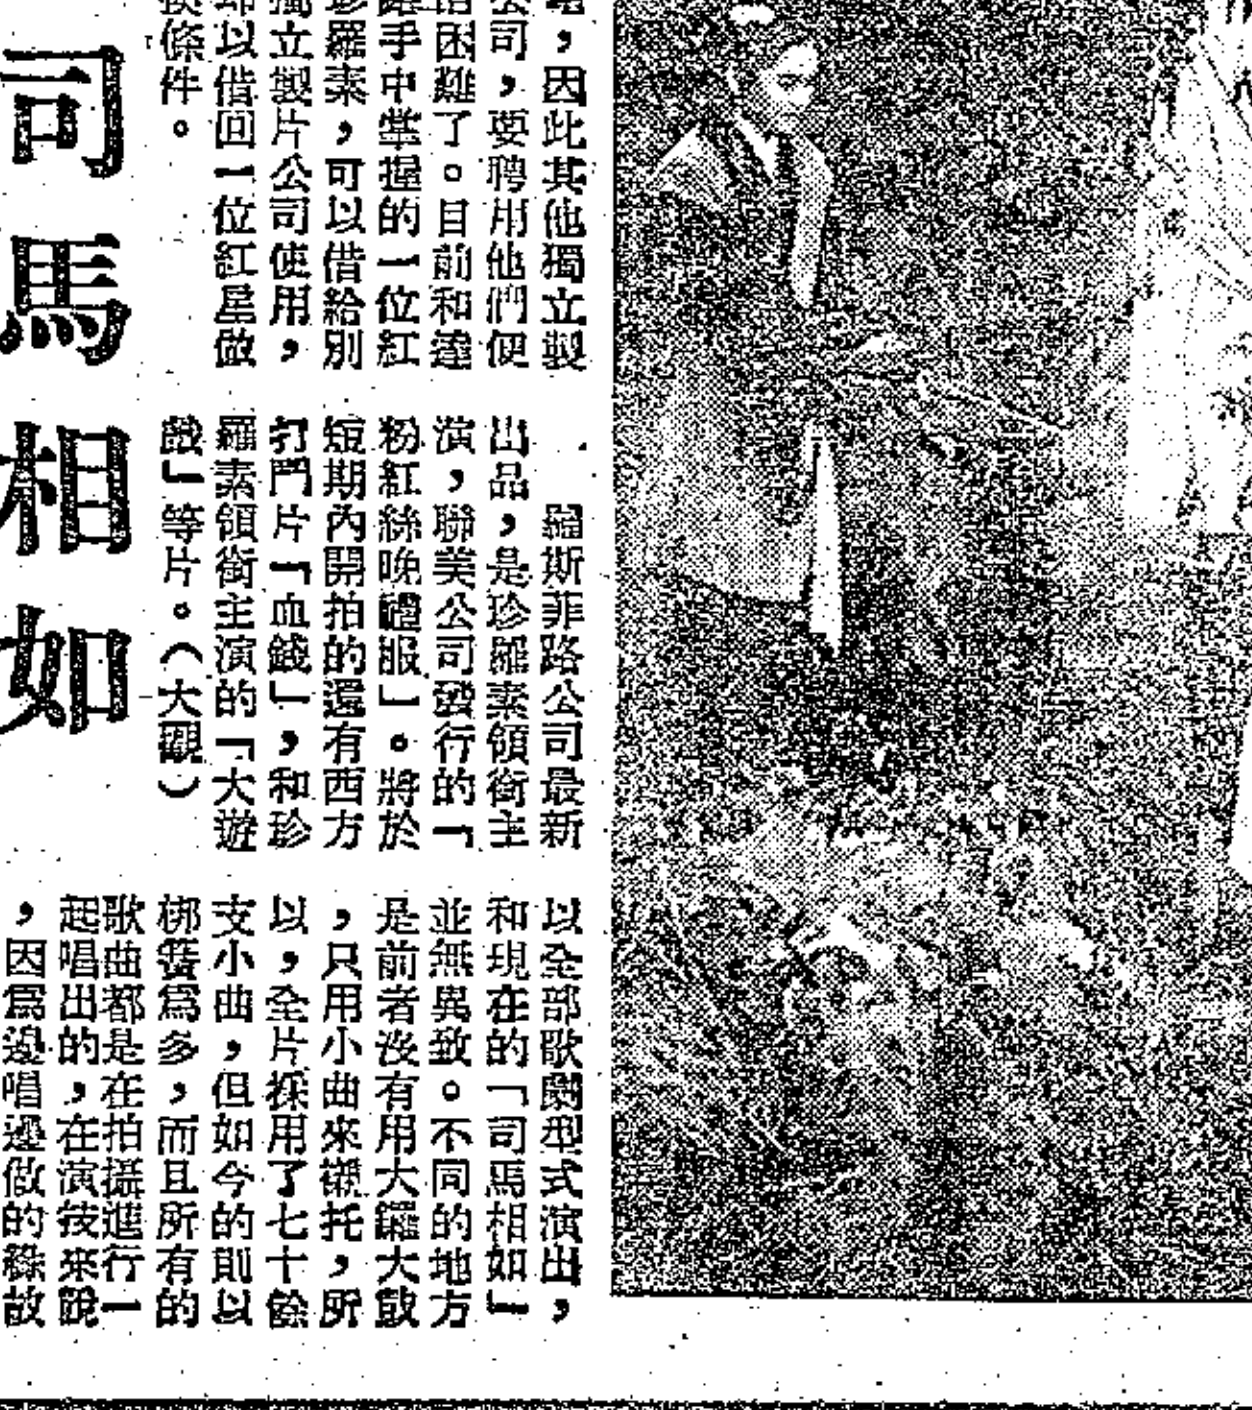 ，因此其他獨立製
公司，要聘用他們便
困難了。目前和達
手中掌握的一位紅
珍羅素，可以借給別
獨立製片公司使用，
却以借回一位紅星做
換條件。
羅斯菲路公司最新
出品，是珍羅素領銜主
演，聯美公司發行的「
粉紅絲晚禮服」。將於
短期內開拍的還有西方
打鬥片「血錢」，和珍
羅素領銜主演的「大遊
戲」等片。（大觀）
司馬相如
以全部歌劇型式演出，
和現在的「司馬相如」
並無異致。不同的地方
是前者沒有用大鑼大鼓
，只用小曲來襯托，所
以，全片採用了七十餘
支小曲，但如今的則以
梆簧爲多，而且所有的
歌曲都是在拍攝進行一
起唱出的，在演技來說
，因爲邊唱邊做的緣故